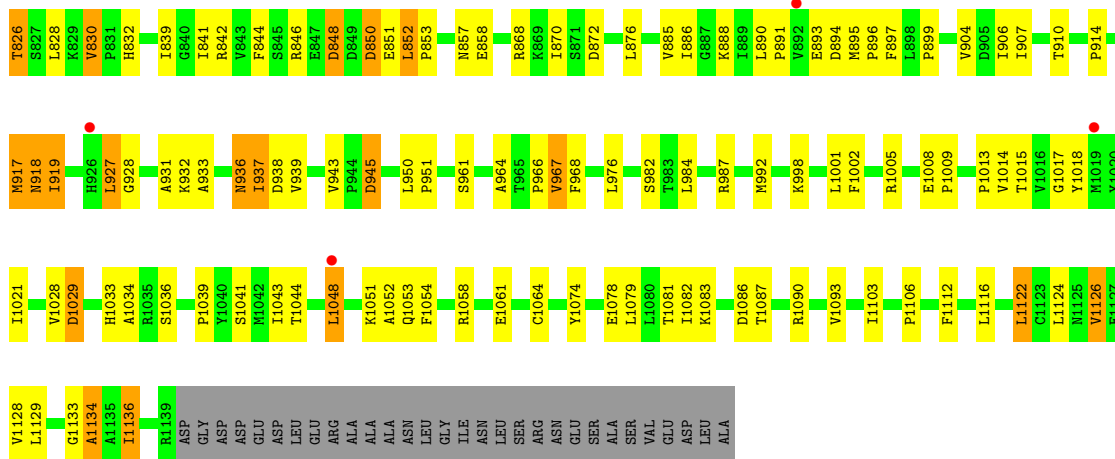 T826 S827 L828 K829 V830 P831 H832 I839 G840 I841 R842 V843 F844 S845 R846 E847 D848 D849 D850 E851 L852 P853 N857 E858 R868 K869 I870 S871 D872 L876 V885 I886 G887 K888 I889 L890 P891 V892 E893 D894 M895 P896 F897 L898 P899 V904 D905 I906 I907 T910 P914
M917 N918 I919 H926 L927 G928 A931 K932 A933 N936 I937 D938 V939 V943 P944 D945 L950 P951 S961 A964 T965 P966 V967 F968 L976 S982 T983 L984 R987 M992 K998 L1001 F1002 R1005 E1008 P1009 P1013 V1014 T1015 V1016 G1017 Y1018 M1019 Y1020
I1021 V1028 D1029 H1033 A1034 R1035 S1036 P1039 Y1040 S1041 M1042 I1043 T1044 L1048 K1051 A1052 Q1053 F1054 R1058 E1061 C1064 Y1074 E1078 L1079 L1080 T1081 I1082 K1083 D1086 T1087 R1090 V1093 I1103 P1106 F1112 L1116 L1122 C1123 L1124 N1125 V1126 E1127
V1128 L1129 G1133 A1134 A1135 I1136 R1139 ASP GLY ASP ASP GLU ASP LEU GLU ARG ALA ALA ALA ASN LEU GLY ILE ASN LEU SER ARG ASN GLU SER ALA SER VAL GLU ASP LEU ALA